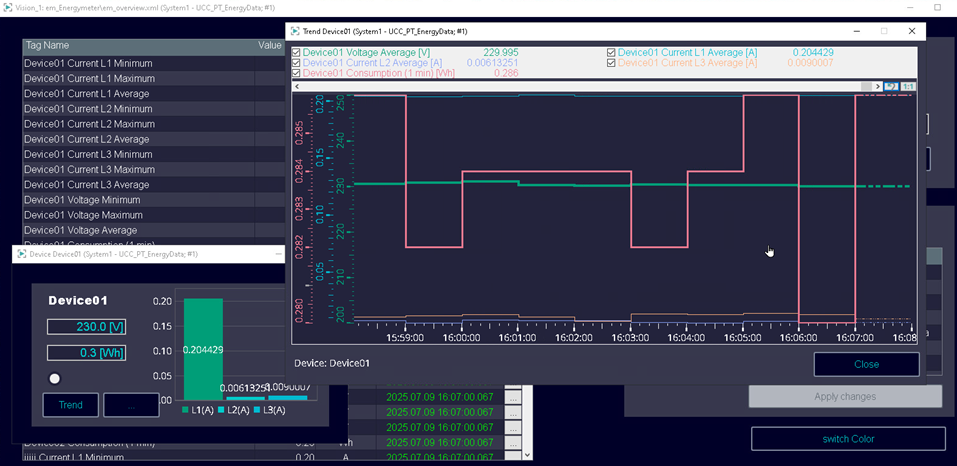 Vision_1: em_Energymeter\em_overview.xml (System1 - UCC_PT_EnergyData; #1)
Trend Device01 (System1 - UCC_PT_EnergyData; #1)
Device01 Voltage Average [V] 229.995
Device01 Current L1 Average [A] 0.204429
Device01 Current L2 Average [A] 0.00613251
Device01 Current L3 Average [A] 0.0090007
Device01 Consumption (1 min) [Wh] 0.286
1:1
0.285
0.284
0.283
0.282
0.280
0.20
0.15
0.10
0.05
250
240
230
220
210
200
15:59:00 16:00:00 16:01:00 16:02:00 16:03:00 16:04:00 16:05:00 16:06:00 16:07:00 16:08
Device: Device01
Close
Tag Name Value
Device01 Current L1 Minimum
Device01 Current L1 Maximum
Device01 Current L1 Average
Device01 Current L2 Minimum
Device01 Current L2 Maximum
Device01 Current L2 Average
Device01 Current L3 Minimum
Device01 Current L3 Maximum
Device01 Current L3 Average
Device01 Voltage Minimum
Device01 Voltage Maximum
Device01 Voltage Average
Device01 Consumption (1 min)
Device Device01 (System1 - UCC_PT_EnergyData; #1)
Device01
230.0 [V]
0.3 [Wh]
Trend
...
0.20
0.15
0.10
0.05
0.204429
0.00613251
0.0090007
L1(A) L2(A) L3(A)
2025.07.09 16:07:00.067 ...
2025.07.09 16:07:00.067 ...
2025.07.09 16:07:00.067 ...
Device02 Consumption (1 min) 0.20 Wh 2025.07.09 16:07:00.067 ...
Current L1 Minimum 0.20 A 2025.07.09 16:07:00.067 ...
Apply changes
switch Color